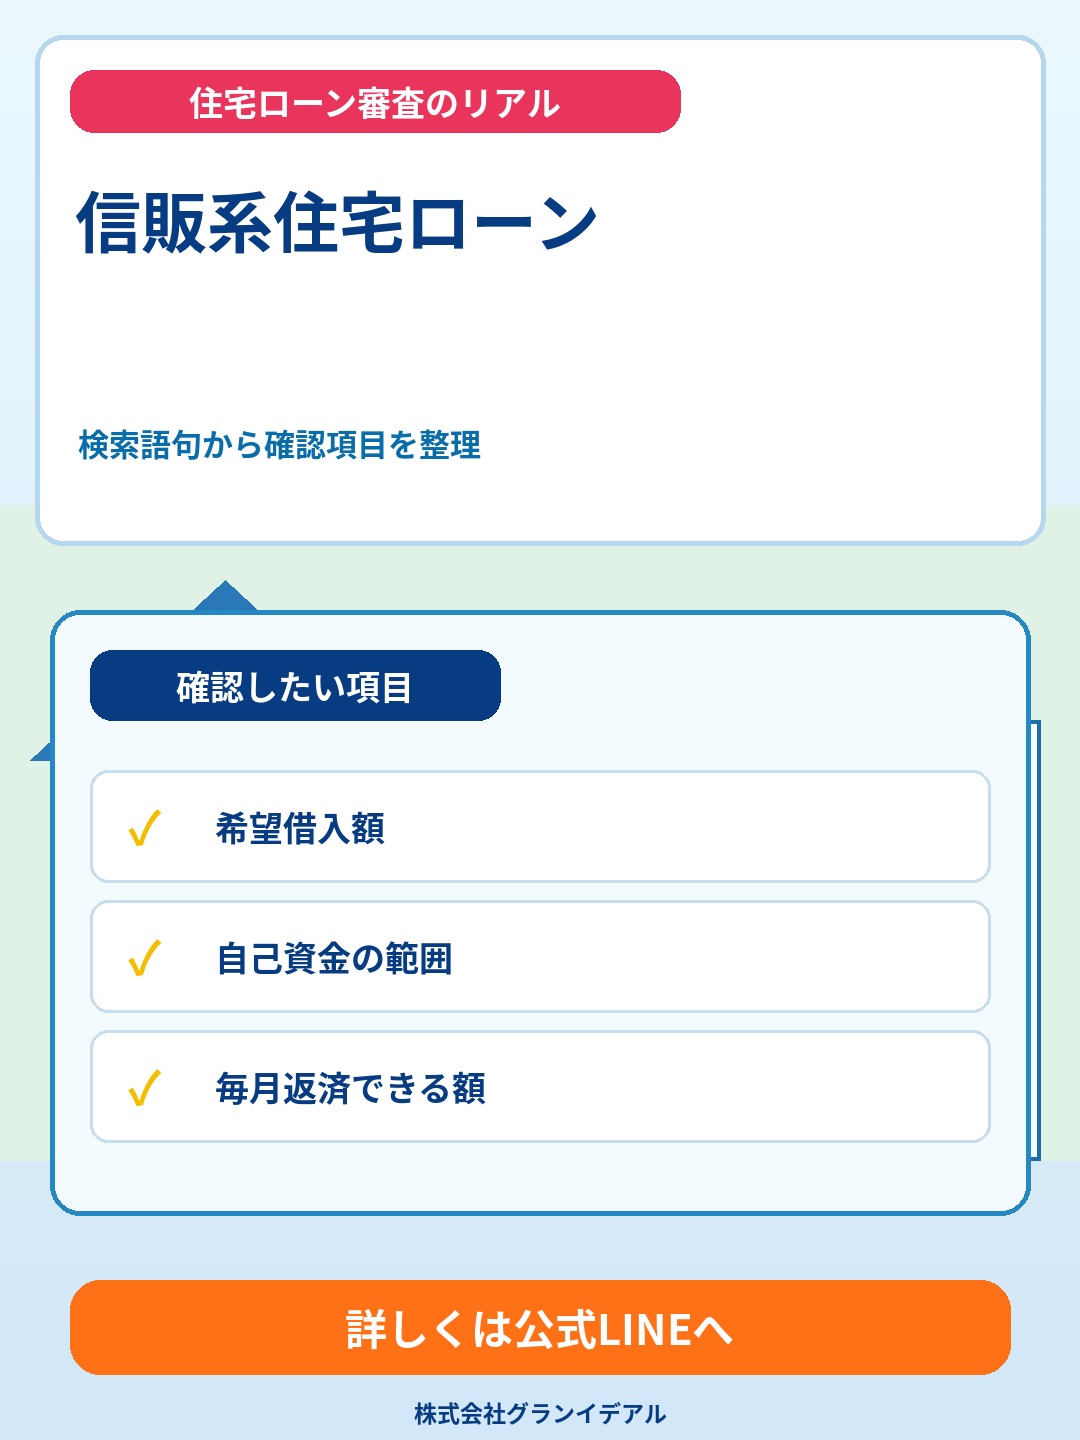 住宅ローン審査のリアル
信販系住宅ローン
検索語句から確認項目を整理
確認したい項目
✓ 希望借入額
✓ 自己資金の範囲
✓ 毎月返済できる額
詳しくは公式LINEへ
株式会社グランイデアル